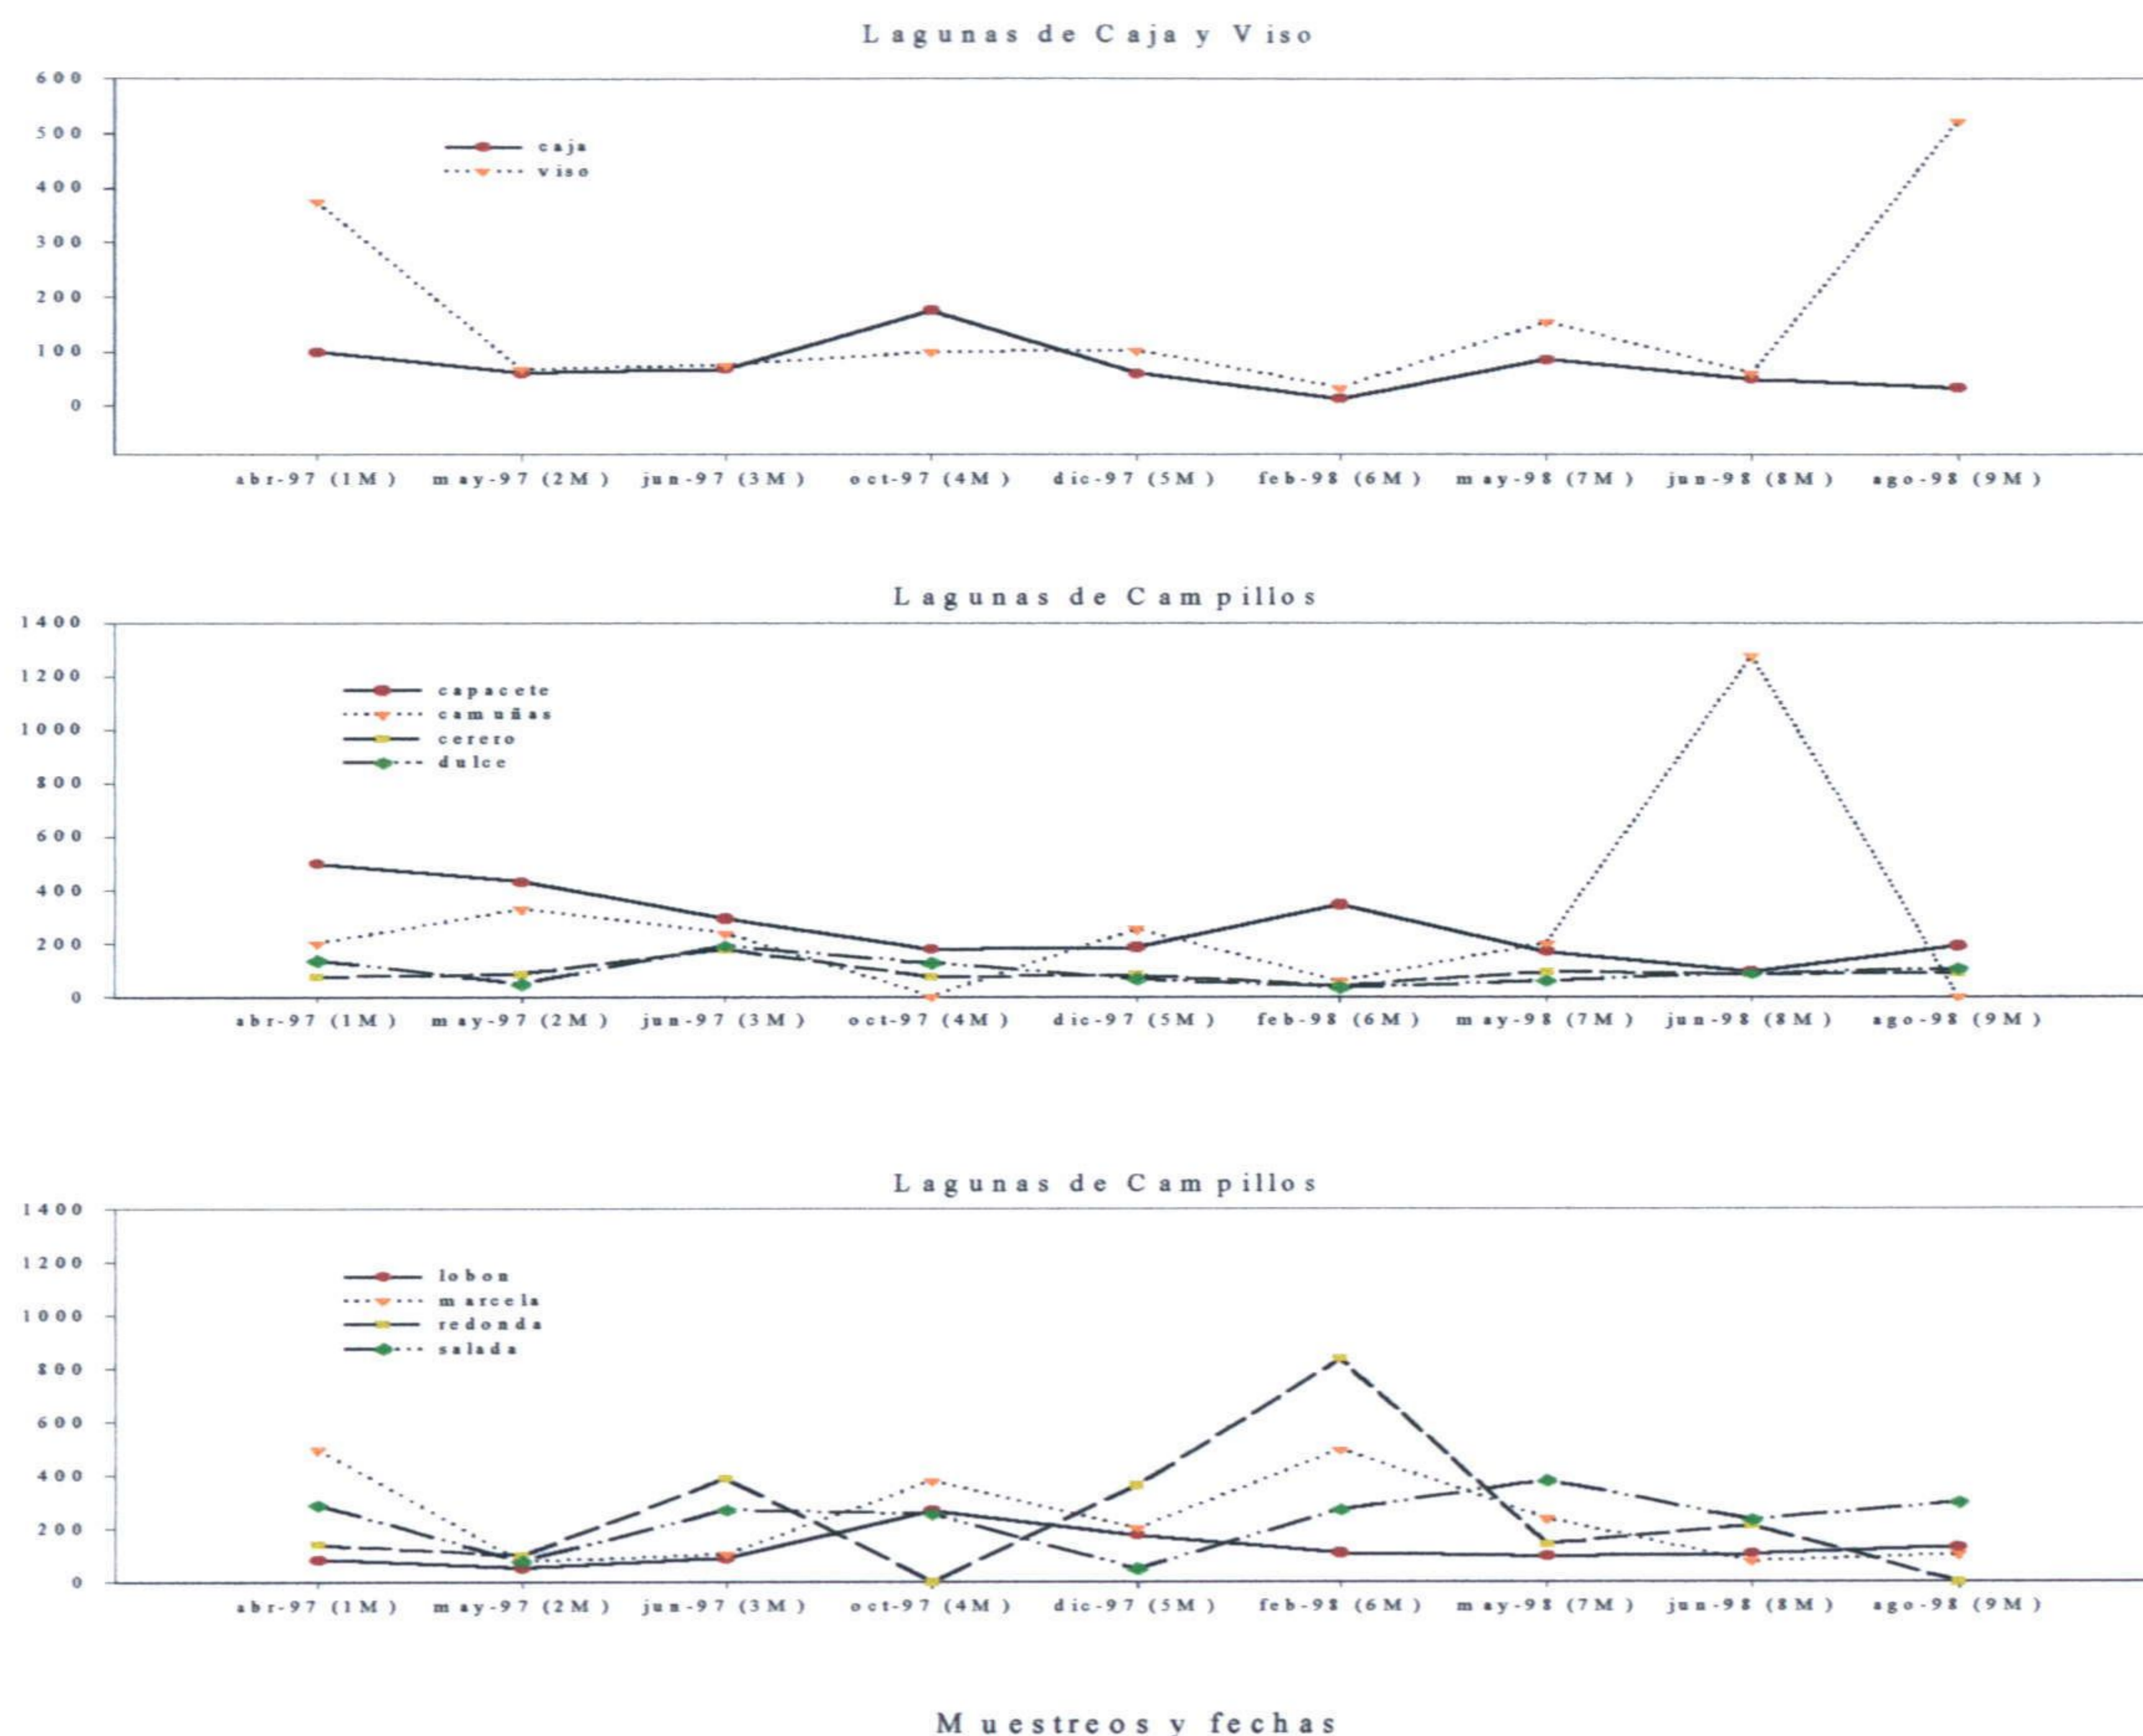 Lagunas de Caja y Viso
600
500
400
300
200
100
0
caja
viso
abr-97 (1M) may-97 (2M) jun-97 (3M) oct-97 (4M) dic-97 (5M) feb-98 (6M) may-98 (7M) jun-98 (8M) ago-98 (9M)
Lagunas de Campillos
1400
1200
1000
800
600
400
200
0
capacete
camuñas
cerero
dulce
abr-97 (1M) may-97 (2M) jun-97 (3M) oct-97 (4M) dic-97 (5M) feb-98 (6M) may-98 (7M) jun-98 (8M) ago-98 (9M)
Lagunas de Campillos
1400
1200
1000
800
600
400
200
0
lobon
marcela
redonda
salada
abr-97 (1M) may-97 (2M) jun-97 (3M) oct-97 (4M) dic-97 (5M) feb-98 (6M) may-98 (7M) jun-98 (8M) ago-98 (9M)
Muestreos y fechas